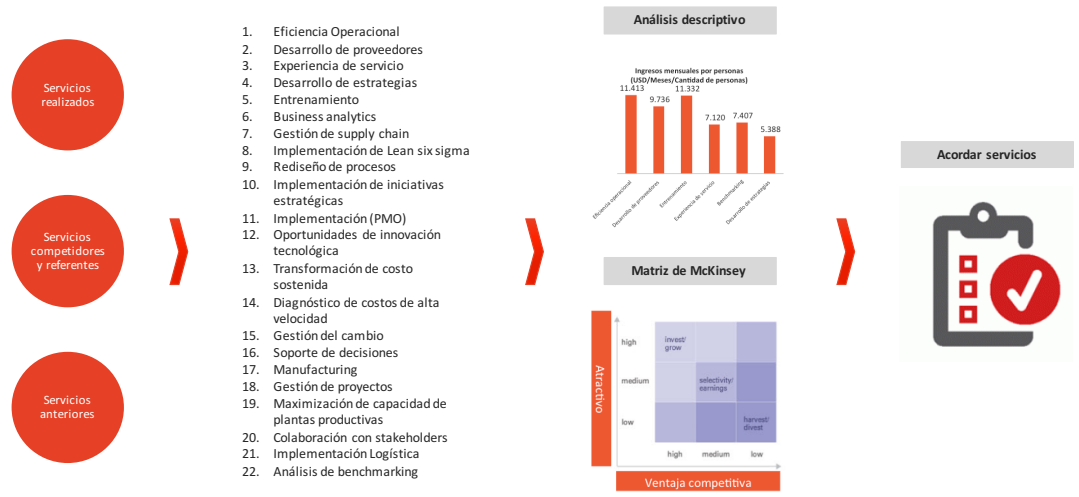 Servicios
realizados
Servicios
competidores
y referentes
Servicios
anteriores
1. Eficiencia Operacional
2. Desarrollo de proveedores
3. Experiencia de servicio
4. Desarrollo de estrategias
5. Entrenamiento
6. Business analytics
7. Gestión de supply chain
8. Implementación de Lean six sigma
9. Rediseño de procesos
10. Implementación de iniciativas
estratégicas
11. Implementación (PMO)
12. Oportunidades de innovación
tecnológica
13. Transformación de costo
sostenida
14. Diagnóstico de costos de alta
velocidad
15. Gestión del cambio
16. Soporte de decisiones
17. Manufacturing
18. Gestión de proyectos
19. Maximización de capacidad de
plantas productivas
20. Colaboración con stakeholders
21. Implementación Logística
22. Análisis de benchmarking
Análisis descriptivo
Ingresos mensuales por personas
(USD/Meses/Cantidad de personas)
11.413
9.736
11.332
7.120
7.407
5.388
Eficiencia operacional
Desarrollo de proveedores
Entrenamiento
Experiencia de servicio
Benchmarking
Desarrollo de estrategias
Matriz de McKinsey
Atractivo
high
medium
low
invest/
grow
selectivity/
earnings
harvest/
divest
high medium low
Ventaja competitiva
Acordar servicios